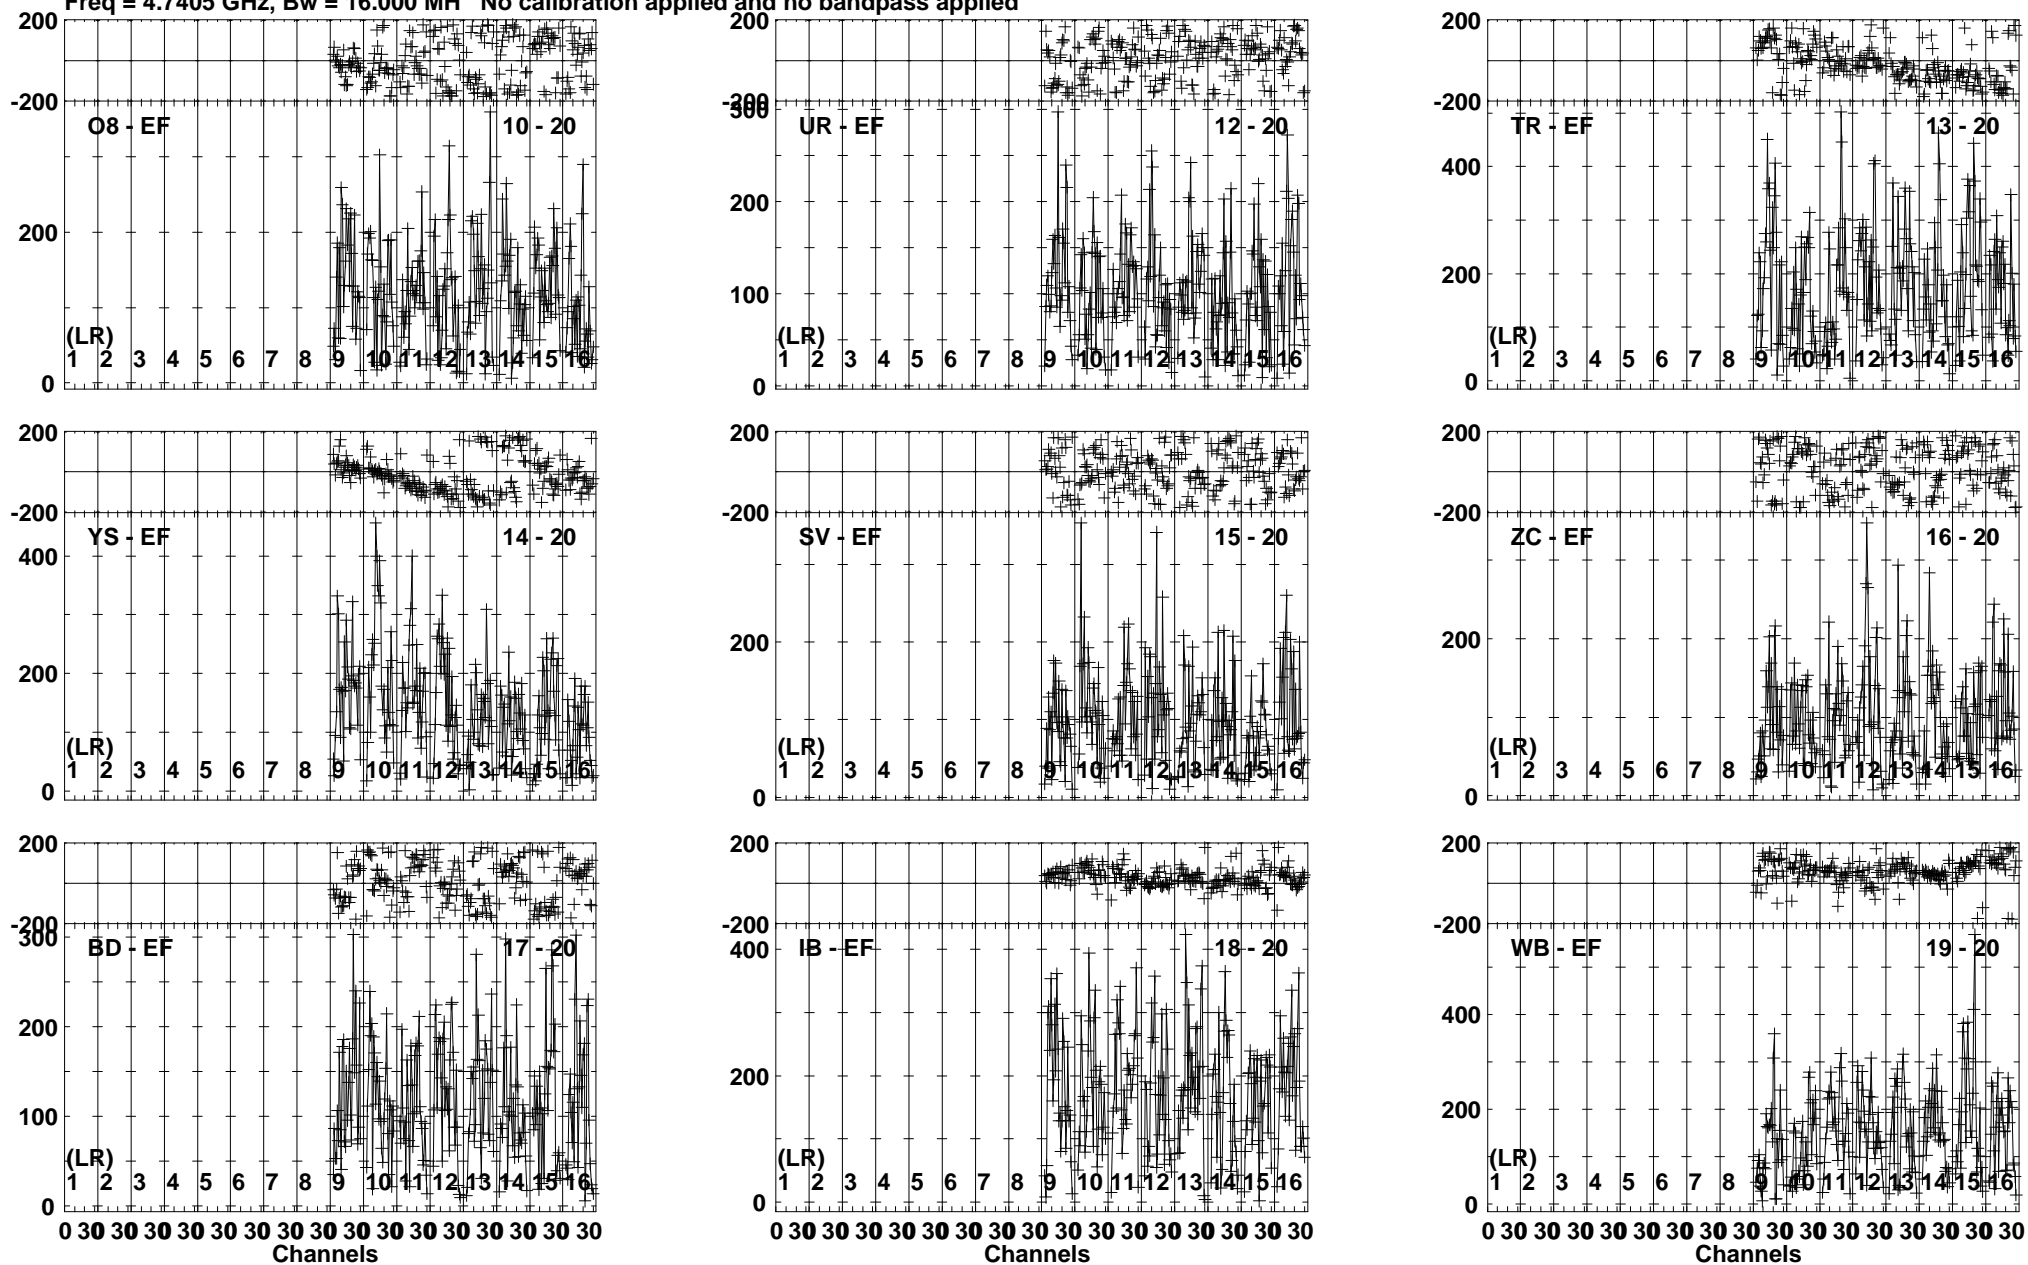 Freq = 4.7405 GHz, Bw = 16.000 MH No calibration applied and no bandpass applied
200 200 200
-200 -200 -200
O8 - EF 10 - 20 300 UR - EF 12 - 20 TR - EF 13 - 20
400
200 200 200
100
(LR) (LR) (LR)
1 2 3 4 5 6 7 8 9 10 11 12 13 14 15 16 1 2 3 4 5 6 7 8 9 10 11 12 13 14 15 16 1 2 3 4 5 6 7 8 9 10 11 12 13 14 15 16
0 0 0
200 200 200
-200 -200 -200
YS - EF 14 - 20 SV - EF 15 - 20 ZC - EF 16 - 20
400
200 200 200
(LR) (LR) (LR)
1 2 3 4 5 6 7 8 9 10 11 12 13 14 15 16 1 2 3 4 5 6 7 8 9 10 11 12 13 14 15 16 1 2 3 4 5 6 7 8 9 10 11 12 13 14 15 16
0 0 0
200 200 200
-200 -200 -200
300 BD - EF 17 - 20 400 IB - EF 18 - 20 WB - EF 19 - 20
400
200 200 200
100
(LR) (LR) (LR)
1 2 3 4 5 6 7 8 9 10 11 12 13 14 15 16 1 2 3 4 5 6 7 8 9 10 11 12 13 14 15 16 1 2 3 4 5 6 7 8 9 10 11 12 13 14 15 16
0 0 0
0 30 30 30 30 30 30 30 30 30 30 30 30 30 30 30 30 0 30 30 30 30 30 30 30 30 30 30 30 30 30 30 30 30 0 30 30 30 30 30 30 30 30 30 30 30 30 30 30 30 30
Channels Channels Channels